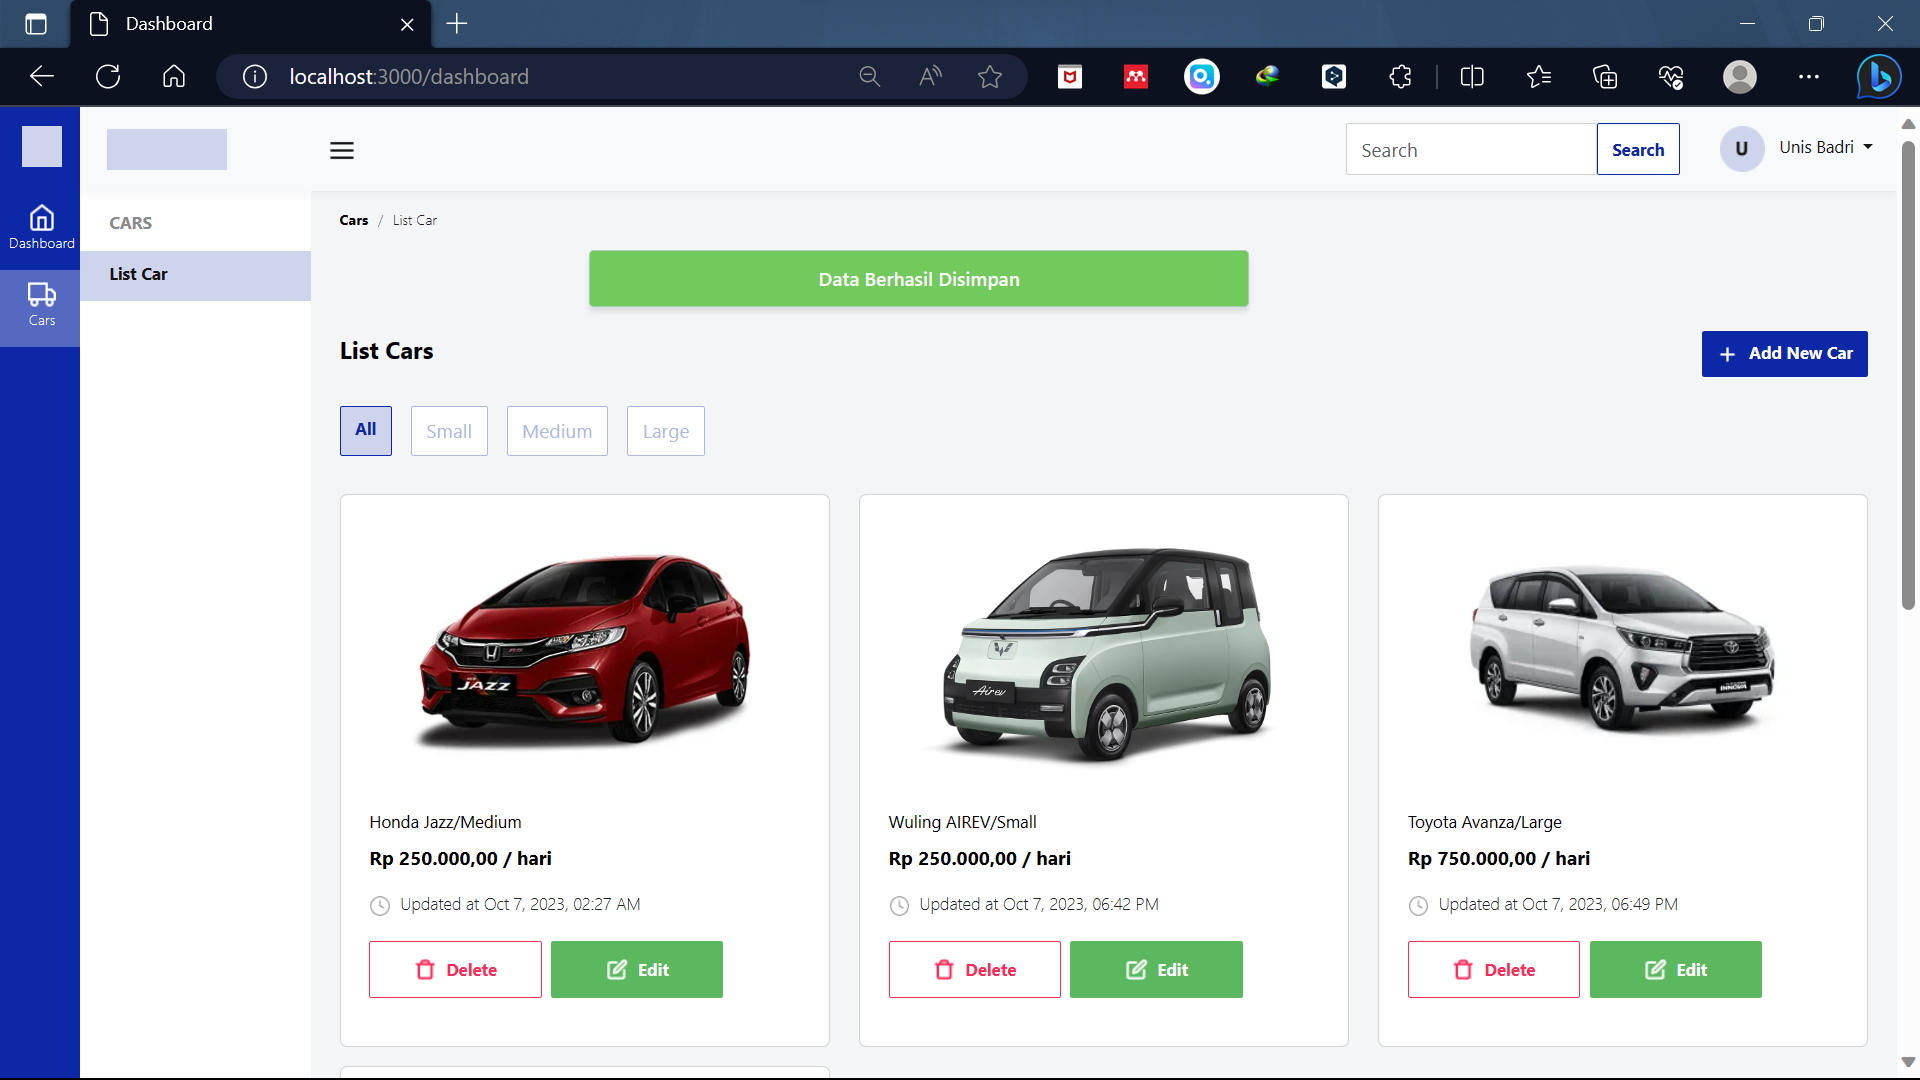 Dashboard
localhost:3000/dashboard
Search
Search
U
Unis Badri
Dashboard
Cars
CARS
List Car
Cars / List Car
Data Berhasil Disimpan
List Cars
+ Add New Car
All
Small
Medium
Large
JAZZ
Honda Jazz/Medium
Rp 250.000,00 / hari
Updated at Oct 7, 2023, 02:27 AM
Delete
Edit
Airev
Wuling AIREV/Small
Rp 250.000,00 / hari
Updated at Oct 7, 2023, 06:42 PM
Delete
Edit
INNOVA
Toyota Avanza/Large
Rp 750.000,00 / hari
Updated at Oct 7, 2023, 06:49 PM
Delete
Edit